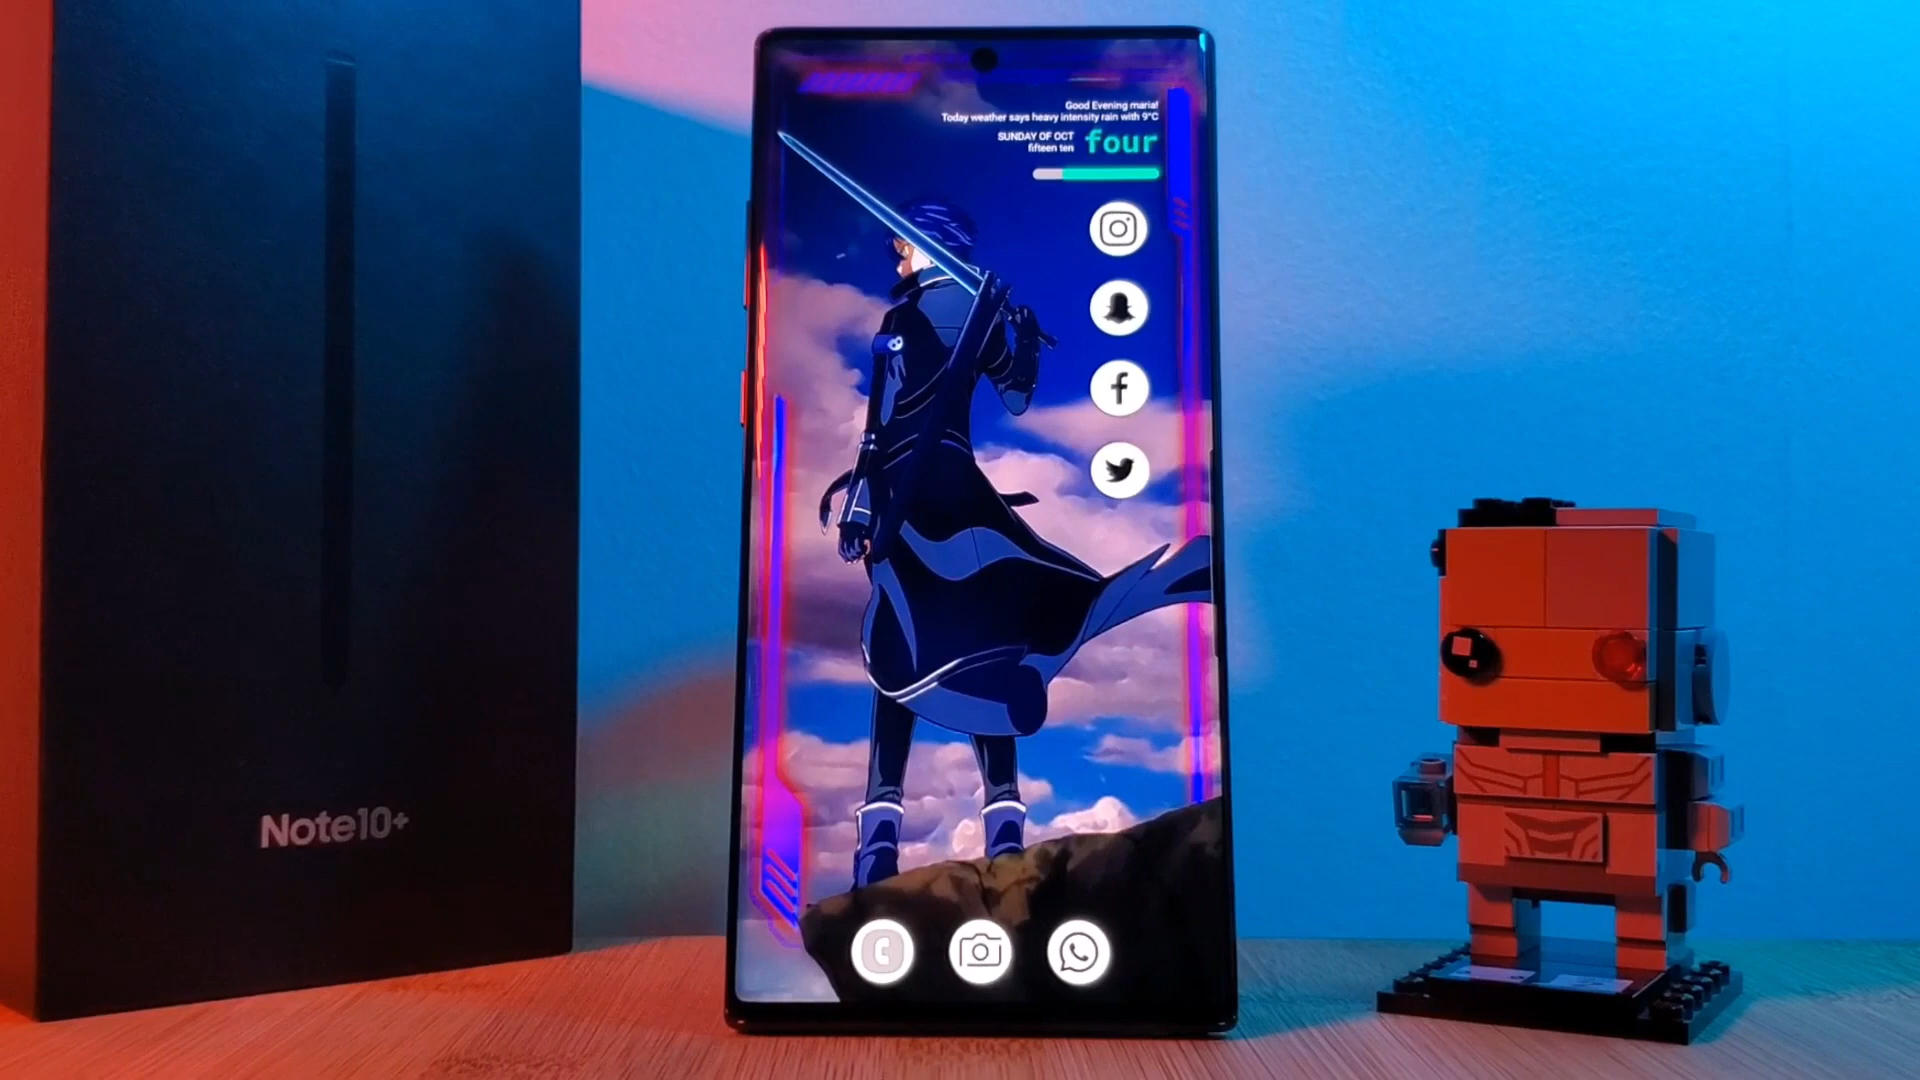 Good Evening maria!
Today weather says heavy intensity rain with 9°C
SUNDAY OF OCT
fifteen ten
four
Note10+